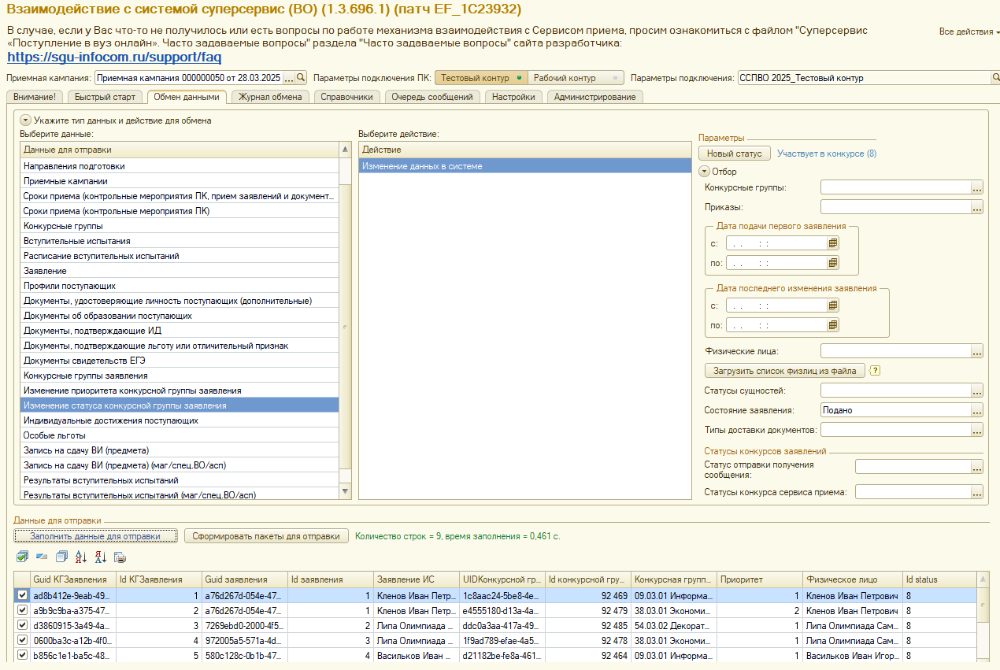 Взаимодействие с системой суперсервис (ВО) (1.3.696.1) (патч EF_1C23932)
В случае, если у Вас что-то не получилось или есть вопросы по работе механизма взаимодействия с Сервисом приема, просим ознакомиться с файлом "Суперсервис
«Поступление в вуз онлайн». Часто задаваемые вопросы" раздела "Часто задаваемые вопросы" сайта разработчика:
https://sgu-infocom.ru/support/faq
Все действия
Приемная кампания: Приемная кампания 000000050 от 28.03.2025 ... Параметры подключения ПК: Тестовый контур Рабочий контур Параметры подключения: ССПВО 2025_Тестовый контур
Внимание! Быстрый старт Обмен данными Журнал обмена Справочники Очередь сообщений Настройки Администрирование
Укажите тип данных и действие для обмена
Выберите данные:
Данные для отправки
Направления подготовки
Приемные кампании
Сроки приема (контрольные мероприятия ПК, прием заявлений и документ...
Сроки приема (контрольные мероприятия ПК)
Конкурсные группы
Вступительные испытания
Расписание вступительных испытаний
Заявление
Профили поступающих
Документы, удостоверяющие личность поступающих (дополнительные)
Документы об образовании поступающих
Документы, подтверждающие ИД
Документы, подтверждающие льготу или отличительный признак
Документы свидетельств ЕГЭ
Конкурсные группы заявления
Изменение приоритета конкурсной группы заявления
Изменение статуса конкурсной группы заявления
Индивидуальные достижения поступающих
Особые льготы
Запись на сдачу ВИ (предмета)
Запись на сдачу ВИ (предмета) (маг/спец.ВО/асп)
Результаты вступительных испытаний
Результаты вступительных испытаний (маг/спец.ВО/асп)
Выберите действие:
Действие
Изменение данных в системе
Параметры
Новый статус Участвует в конкурсе (8)
Отбор
Конкурсные группы: ...
Приказы: ...
Дата подачи первого заявления
с: . . : :
по: . . : :
Дата последнего изменения заявления
с: . . : :
по: . . : :
Физические лица: ...
Загрузить список физлиц из файла ?
Статусы сущностей: ...
Состояние заявления: Подано ...
Типы доставки документов: ...
Статусы конкурсов заявлений
Статус отправки получения
сообщения: ...
Статусы конкурса сервиса приема: ...
Данные для отправки
Заполнить данные для отправки Сформировать пакеты для отправки Количество строк = 9, время заполнения = 0,461 с.
Guid КГЗаявления Id КГЗаявления Guid заявления Id заявления Заявление ИС UIDКонкурсной гр... Id конкурсной гру... Конкурсная групп... Приоритет Физическое лицо Id status
ad8b412e-9eab-49... 1 a76d267d-054e-47... 1 Кленов Иван Петр... 1c8aac24-5be8-4e... 92 469 09.03.01 Информа... 1 Кленов Иван Петрович 8
a9b9c9ba-a375-47... 2 a76d267d-054e-47... 1 Кленов Иван Петр... e4555180-d13a-4a... 92 479 38.03.01 Экономи... 2 Кленов Иван Петрович 8
d3860915-3a49-4a... 3 7269ebd0-2000-4f5... 2 Липа Олимпиада ... ddc0a3aa-417a-49... 92 485 54.03.02 Декорат... 1 Липа Олимпиада Сам... 8
0600ba3c-a12b-4f0... 4 972005a5-571a-4d... 3 Липа Олимпиада ... 1f9ad789-efae-4a5... 92 478 38.03.01 Экономи... 1 Липа Олимпиада Сам... 8
b856c1e1-ba5c-48... 5 580c128c-0b1b-47... 4 Васильков Иван ... d21182be-fe8a-461... 92 464 09.03.01 Информа... 1 Васильков Иван Игор... 8